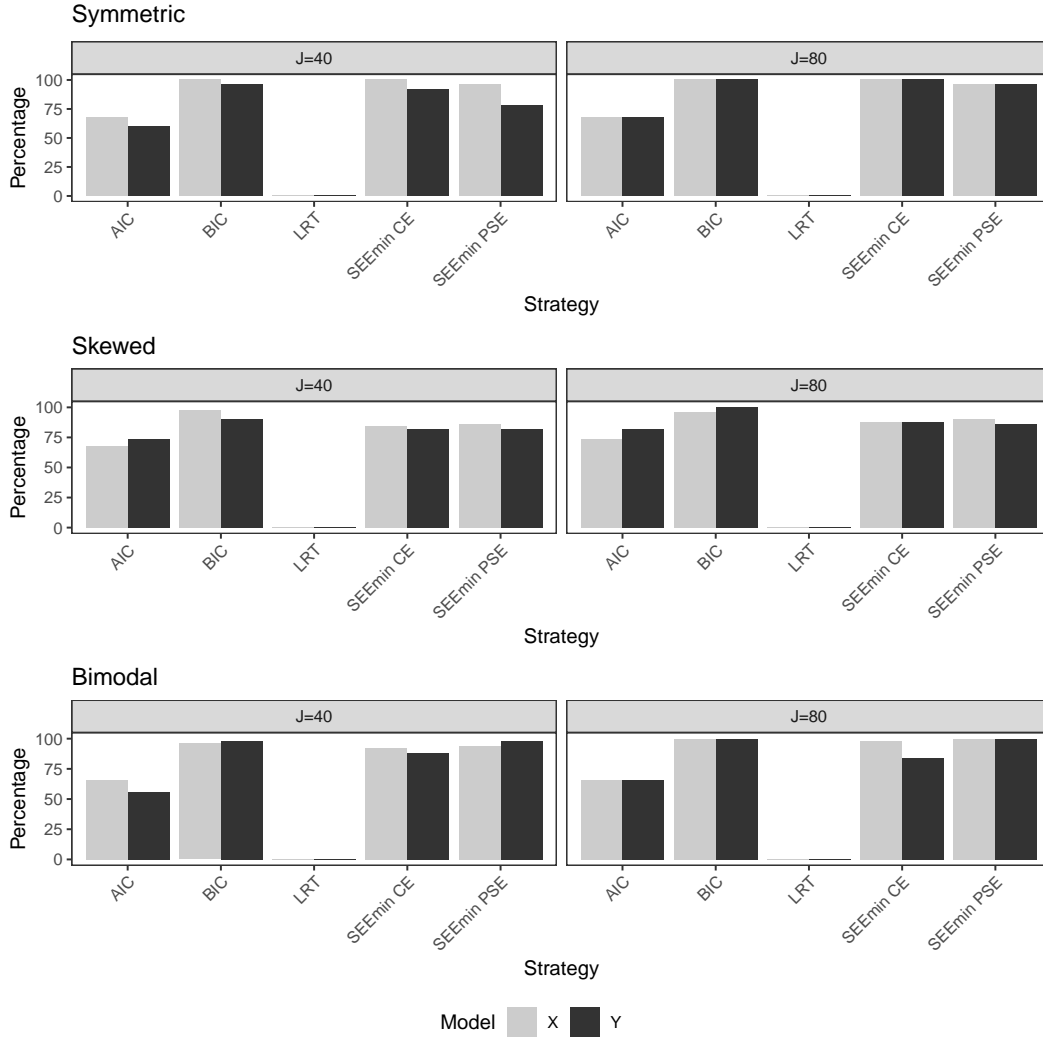 Symmetric
J=40 J=80
Percentage
100
75
50
25
0
AIC BIC LRT SEEmin CE SEEmin PSE AIC BIC LRT SEEmin CE SEEmin PSE
Strategy
Skewed
J=40 J=80
Percentage
100
75
50
25
0
AIC BIC LRT SEEmin CE SEEmin PSE AIC BIC LRT SEEmin CE SEEmin PSE
Strategy
Bimodal
J=40 J=80
Percentage
100
75
50
25
0
AIC BIC LRT SEEmin CE SEEmin PSE AIC BIC LRT SEEmin CE SEEmin PSE
Strategy
Model X Y